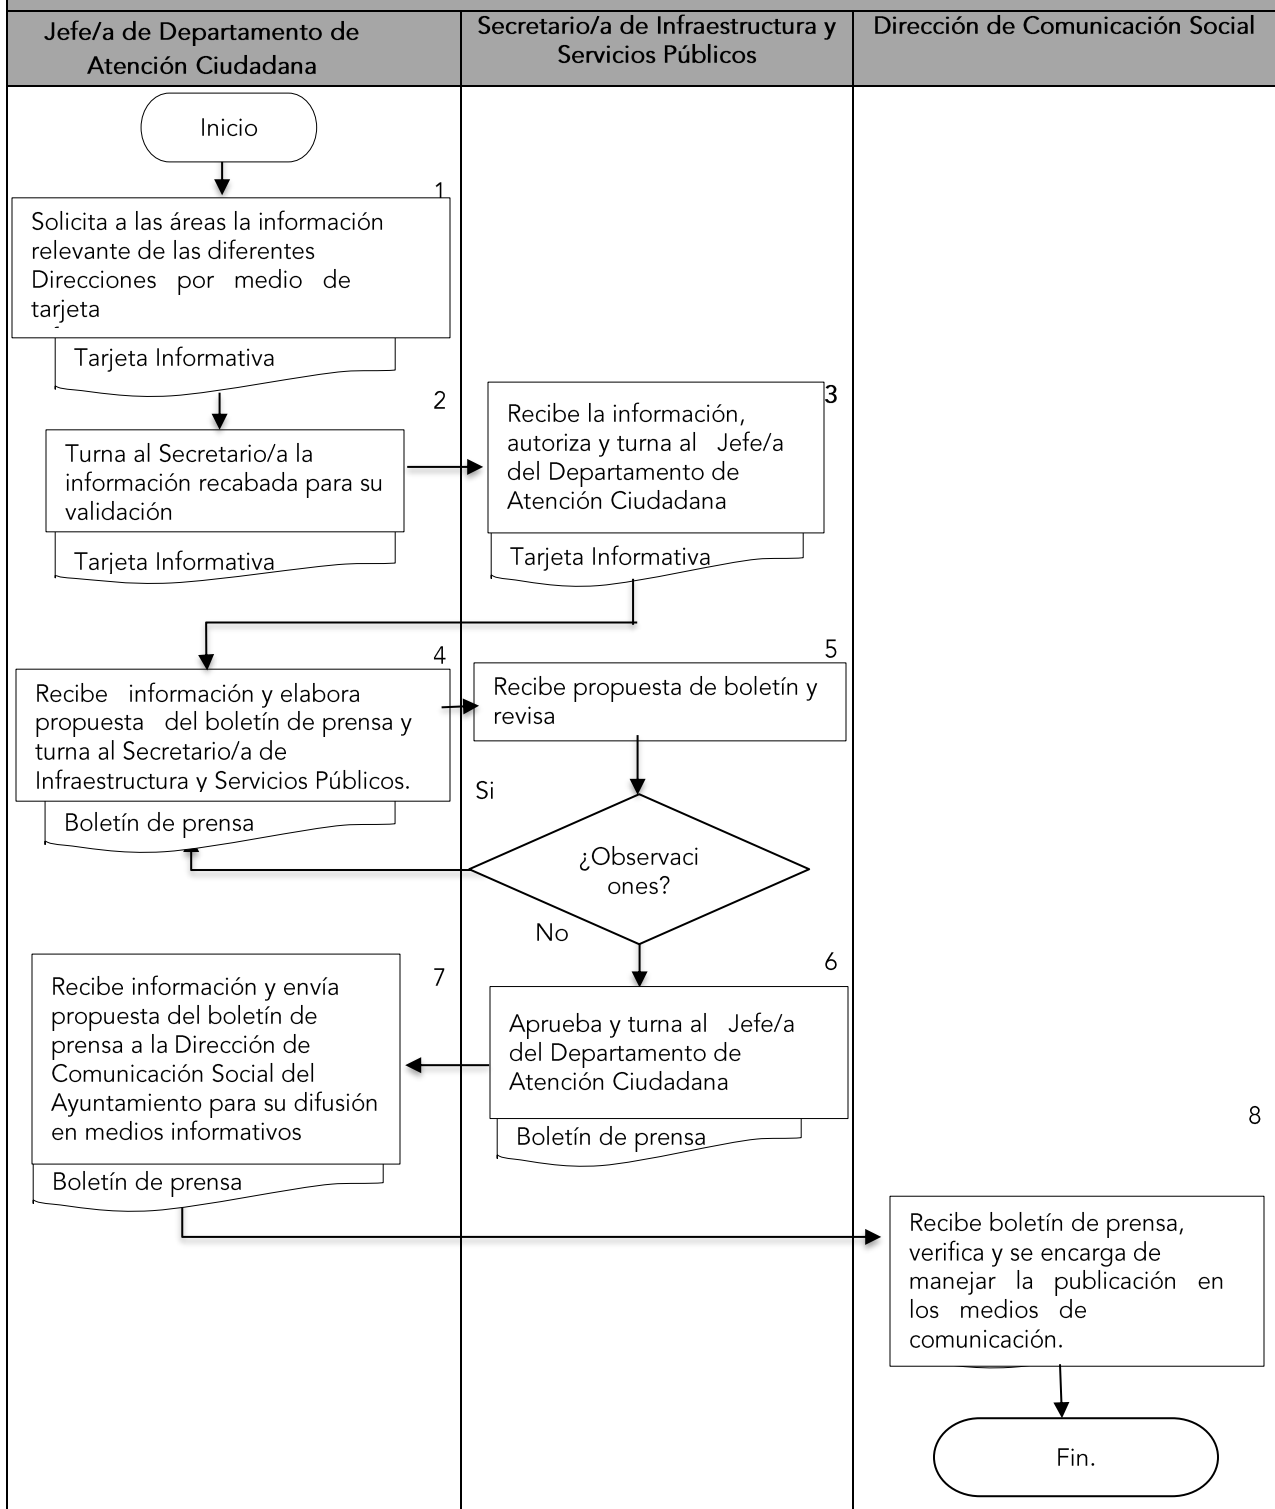 Jefe/a de Departamento de
Atención Ciudadana
Secretario/a de Infraestructura y
Servicios Públicos
Dirección de Comunicación Social
Inicio
1
Solicita a las áreas la información
relevante de las diferentes
Direcciones por medio de
tarjeta
Tarjeta Informativa
2
Turna al Secretario/a la
información recabada para su
validación
Tarjeta Informativa
3
Recibe la información,
autoriza y turna al Jefe/a
del Departamento de
Atención Ciudadana
Tarjeta Informativa
4
Recibe información y elabora
propuesta del boletín de prensa y
turna al Secretario/a de
Infraestructura y Servicios Públicos.
Boletín de prensa
5
Recibe propuesta de boletín y
revisa
Si
¿Observaci
ones?
No
6
Aprueba y turna al Jefe/a
del Departamento de
Atención Ciudadana
Boletín de prensa
7
Recibe información y envía
propuesta del boletín de
prensa a la Dirección de
Comunicación Social del
Ayuntamiento para su difusión
en medios informativos
Boletín de prensa
8
Recibe boletín de prensa,
verifica y se encarga de
manejar la publicación en
los medios de
comunicación.
Fin.